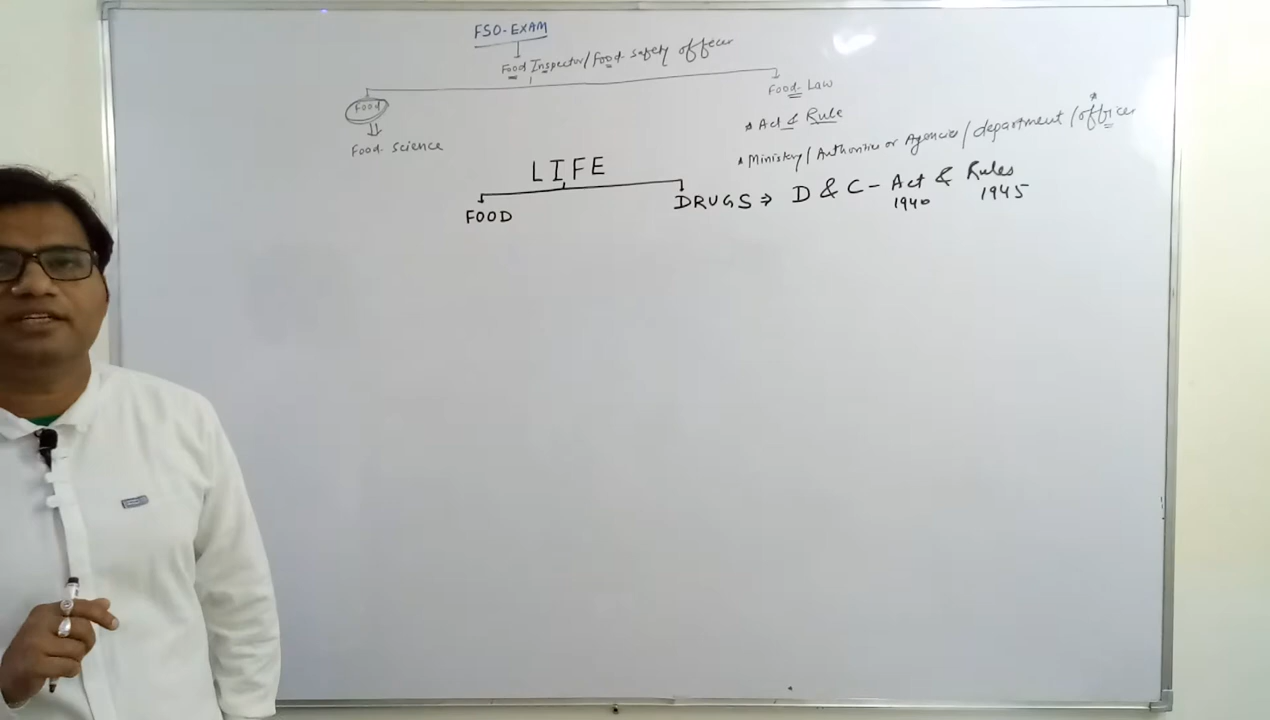 FSO-EXAM
Food Inspector/Food safety officer
Food
Food Law
Food Science
* Act & Rule
* Ministry/Authorities or Agencies/department/officer
LIFE
FOOD
DRUGS ⇒ D & C - Act & Rules
1940 1945